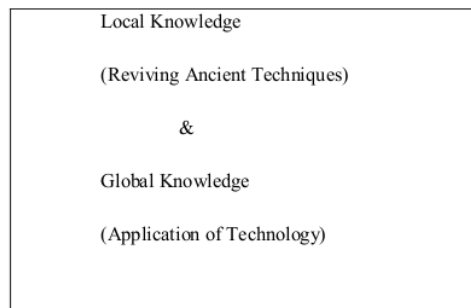 Local Knowledge
(Reviving Ancient Techniques)
&
Global Knowledge
(Application of Technology)